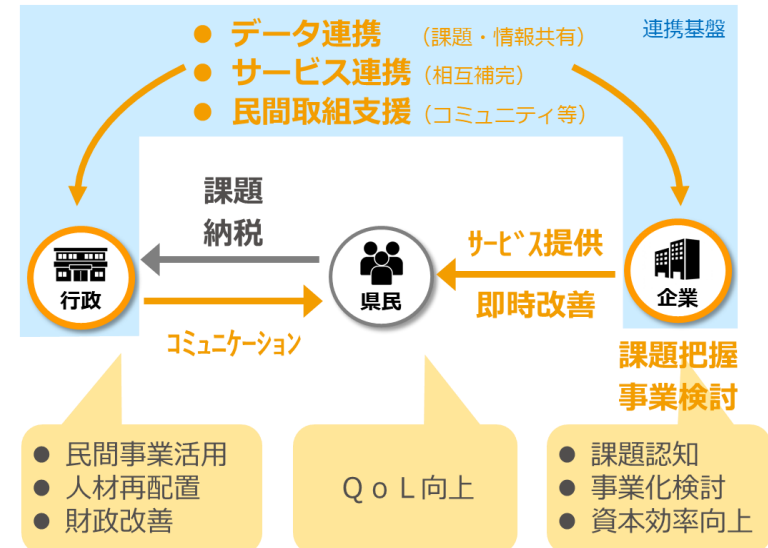 ● データ連携 （課題・情報共有）
連携基盤
● サービス連携 （相互補完）
● 民間取組支援 （コミュニティ等）
課題
納税
サービス提供
行政
県民
企業
即時改善
コミュニケーション
課題把握
事業検討
● 民間事業活用
● 人材再配置
● 財政改善
ＱｏＬ向上
● 課題認知
● 事業化検討
● 資本効率向上